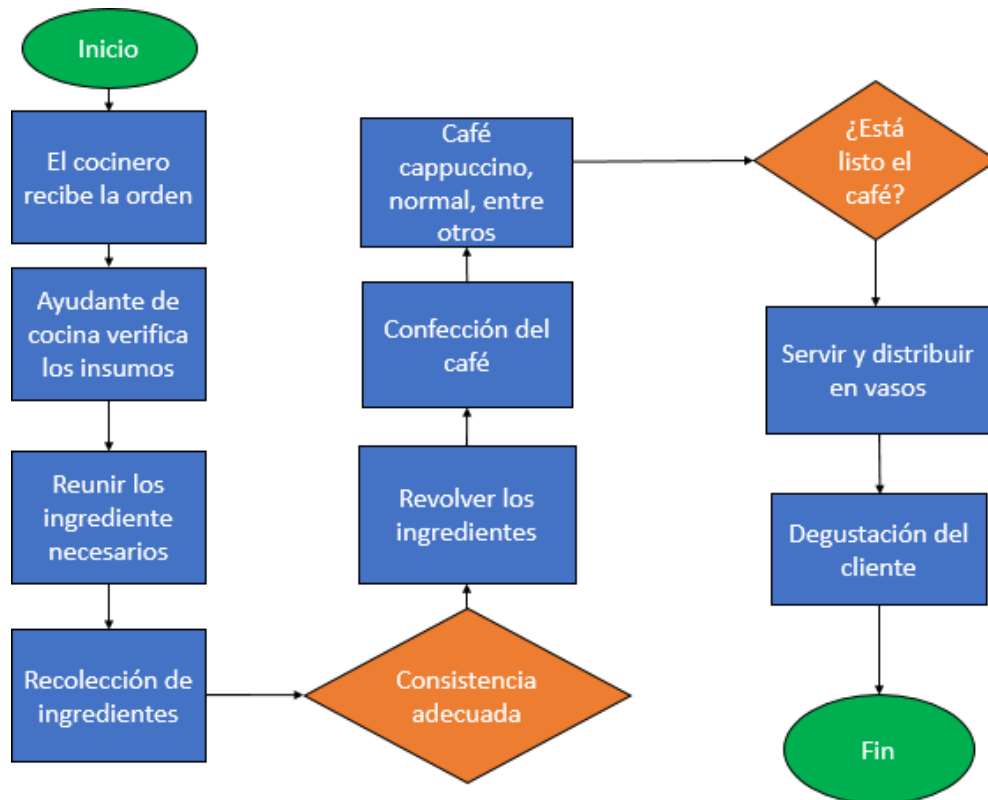 Inicio
El cocinero
recibe la orden
Ayudante de
cocina verifica
los insumos
Reunir los
ingrediente
necesarios
Recolección de
ingredientes
Consistencia
adecuada
Revolver los
ingredientes
Confección del
café
Café
cappuccino,
normal, entre
otros
¿Está
listo el
café?
Servir y distribuir
en vasos
Degustación del
cliente
Fin